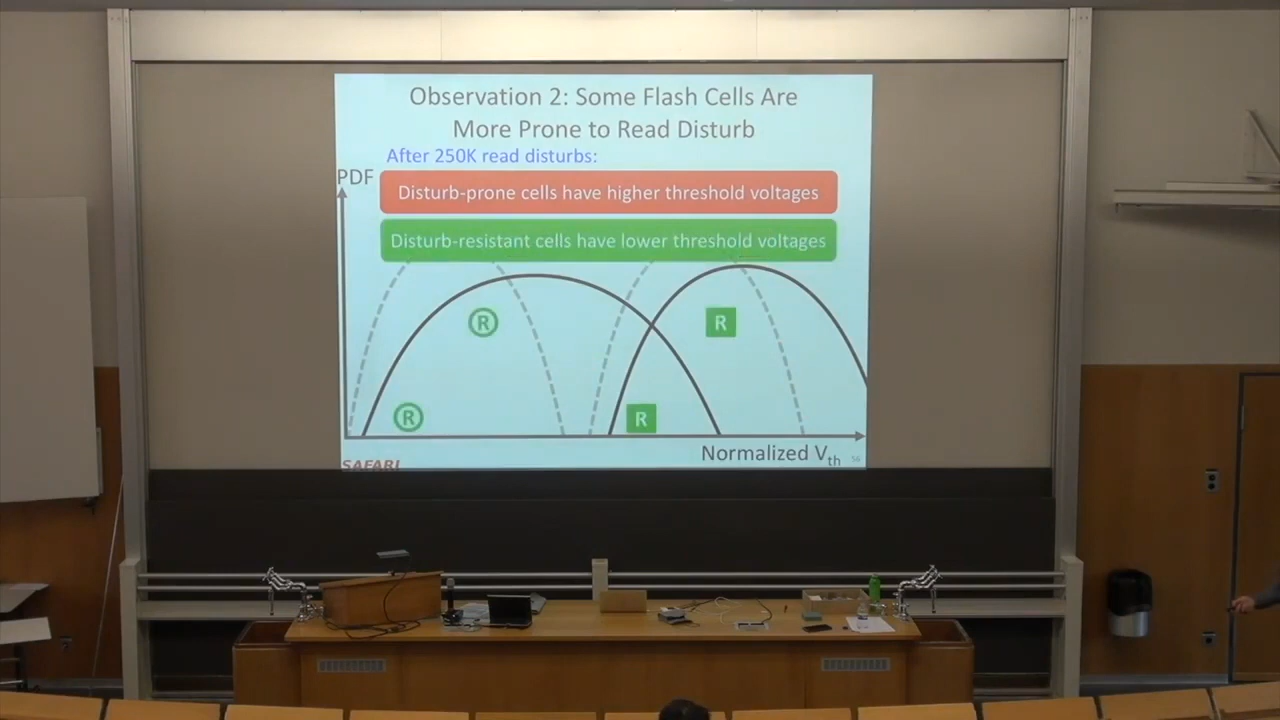 Observation 2: Some Flash Cells Are
More Prone to Read Disturb
After 250K read disturbs:
PDF
Disturb-prone cells have higher threshold voltages
Disturb-resistant cells have lower threshold voltages
R
R
R
R
Normalized Vth
SAFARI
56